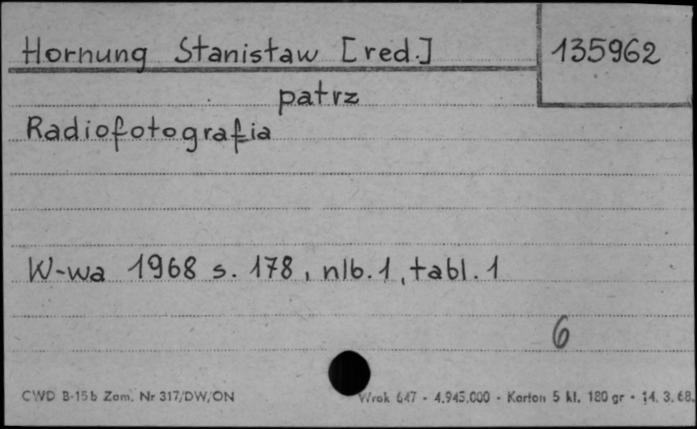 Hornung Stanisław [red.] 135962
patrz
Radiofotografia
W-wa 1968 s. 178, nlb. 1, tabl. 1
6
CWD B-15b Zam. Nr 317/DW/ON Wrok 647 - 4.945.000 - Karton 5 kl. 180 gr - 14. 3. 68.